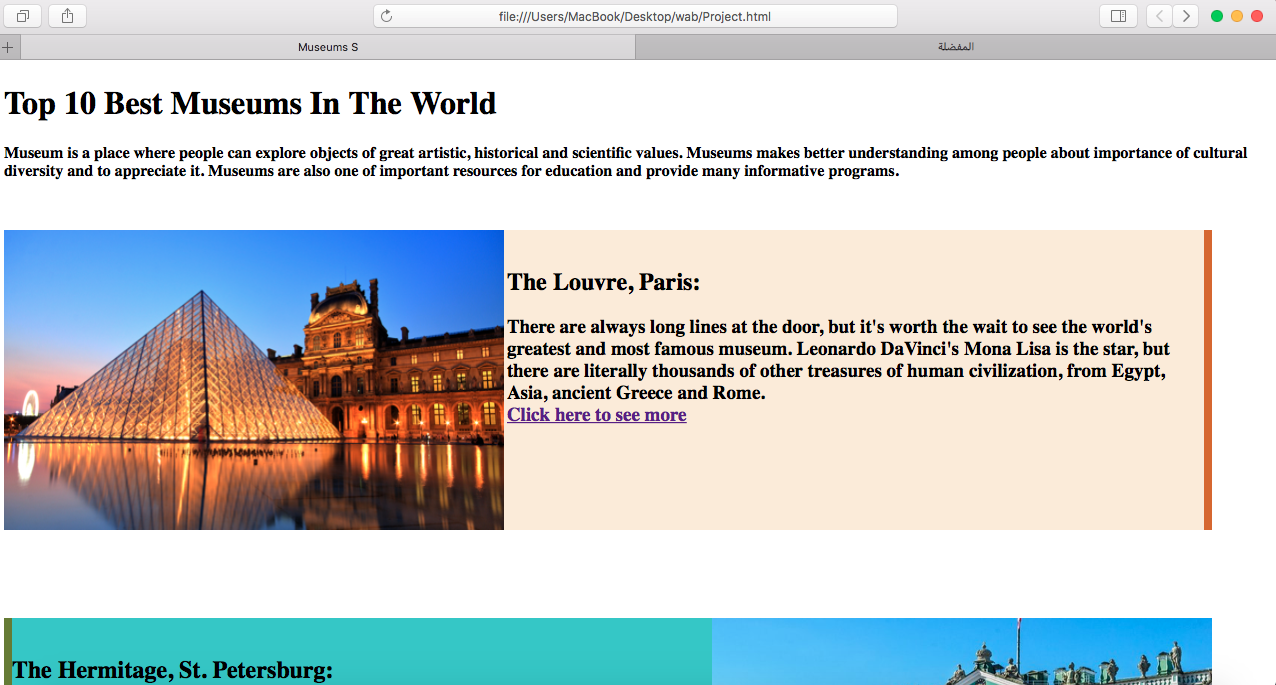 file:///Users/MacBook/Desktop/wab/Project.html
Museums S
المفضلة
Top 10 Best Museums In The World
Museum is a place where people can explore objects of great artistic, historical and scientific values. Museums makes better understanding among people about importance of cultural
diversity and to appreciate it. Museums are also one of important resources for education and provide many informative programs.
The Louvre, Paris:
There are always long lines at the door, but it's worth the wait to see the world's
greatest and most famous museum. Leonardo DaVinci's Mona Lisa is the star, but
there are literally thousands of other treasures of human civilization, from Egypt,
Asia, ancient Greece and Rome.
Click here to see more
The Hermitage, St. Petersburg: